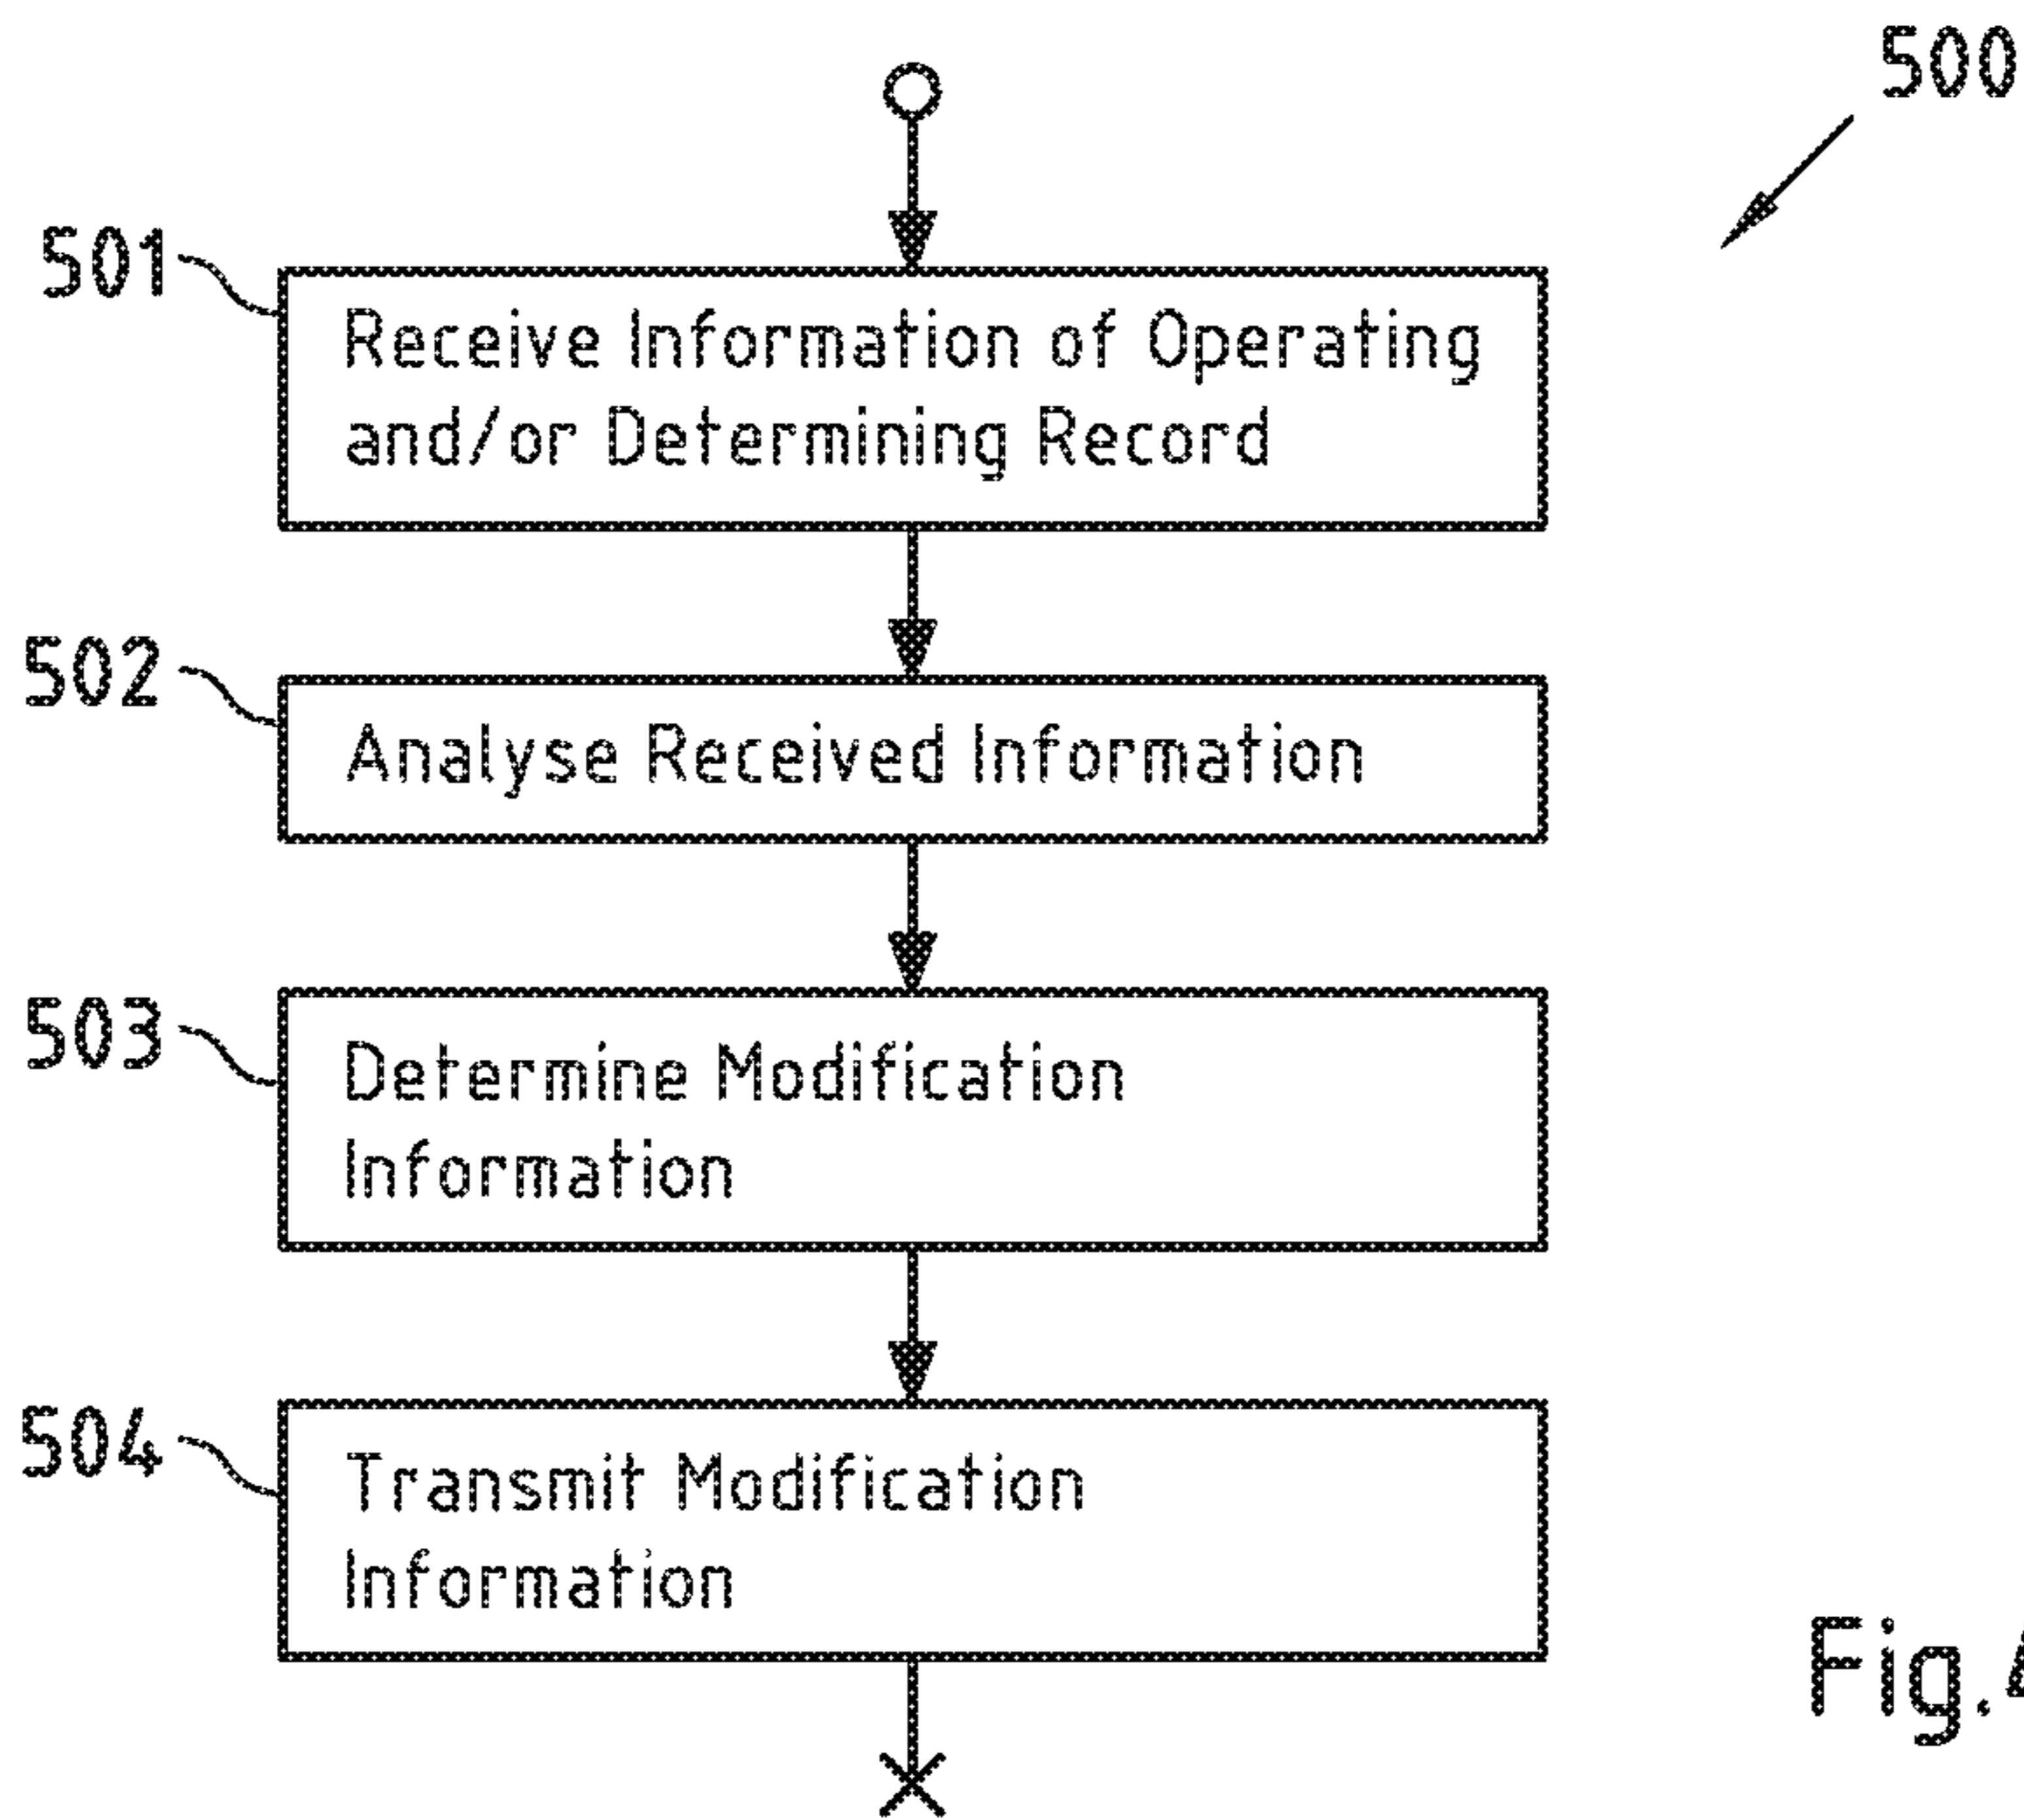 500
501
Receive Information of Operating
and/or Determining Record
502
Analyse Received Information
503
Determine Modification
Information
504
Transmit Modification
Information
Fig.4